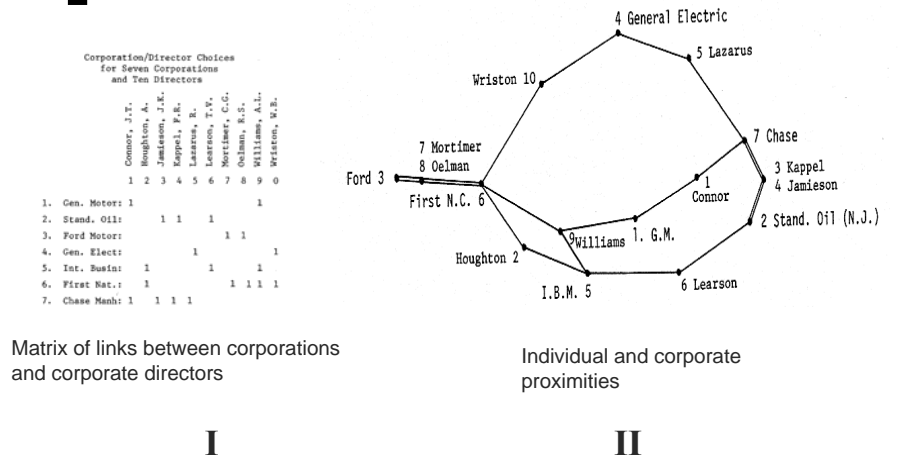 Corporation/Director Choices
for Seven Corporations
and Ten Directors
Connor, J.T.
Houghton, A.
Jamieson, J.K.
Kappel, F.R.
Lazarus, R.
Learson, T.V.
Mortimer, C.G.
Oelman, R.S.
Williams, A.L.
Wriston, W.B.
1 2 3 4 5 6 7 8 9 0
1. Gen. Motor: 1 1
2. Stand. Oil: 1 1 1
3. Ford Motor: 1 1
4. Gen. Elect: 1 1
5. Int. Busin: 1 1 1
6. First Nat.: 1 1 1 1 1 1
7. Chase Manh: 1 1 1 1
Matrix of links between corporations
and corporate directors
I
4 General Electric
5 Lazarus
Wriston 10
7 Chase
7 Mortimer
8 Oelman
Ford 3
First N.C. 6
3 Kappel
4 Jamieson
1
Connor
2 Stand. Oil (N.J.)
9 Williams
1. G.M.
Houghton 2
I.B.M. 5
6 Learson
Individual and corporate
proximities
II